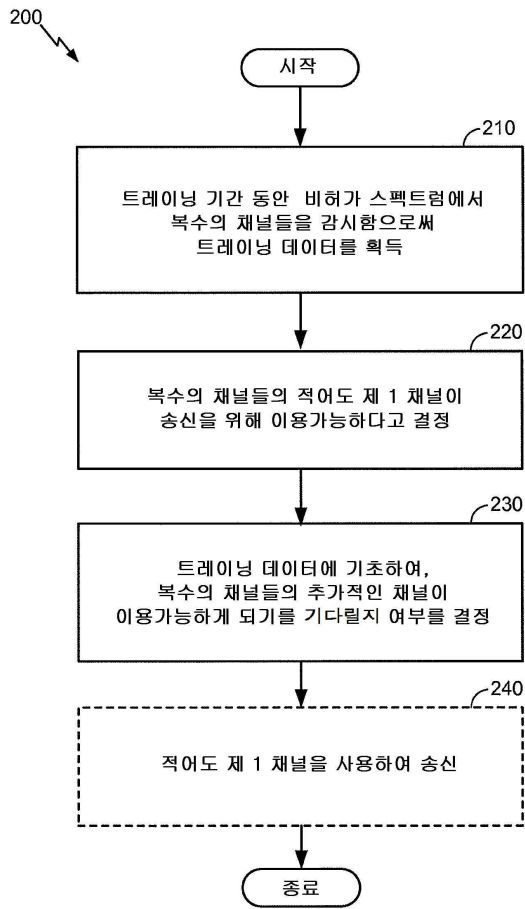 200
시작
210
트레이닝 기간 동안 비허가 스펙트럼에서
복수의 채널들을 감시함으로써
트레이닝 데이터를 획득
220
복수의 채널들의 적어도 제 1 채널이
송신을 위해 이용가능하다고 결정
230
트레이닝 데이터에 기초하여,
복수의 채널들의 추가적인 채널이
이용가능하게 되기를 기다릴지 여부를 결정
240
적어도 제 1 채널을 사용하여 송신
종료